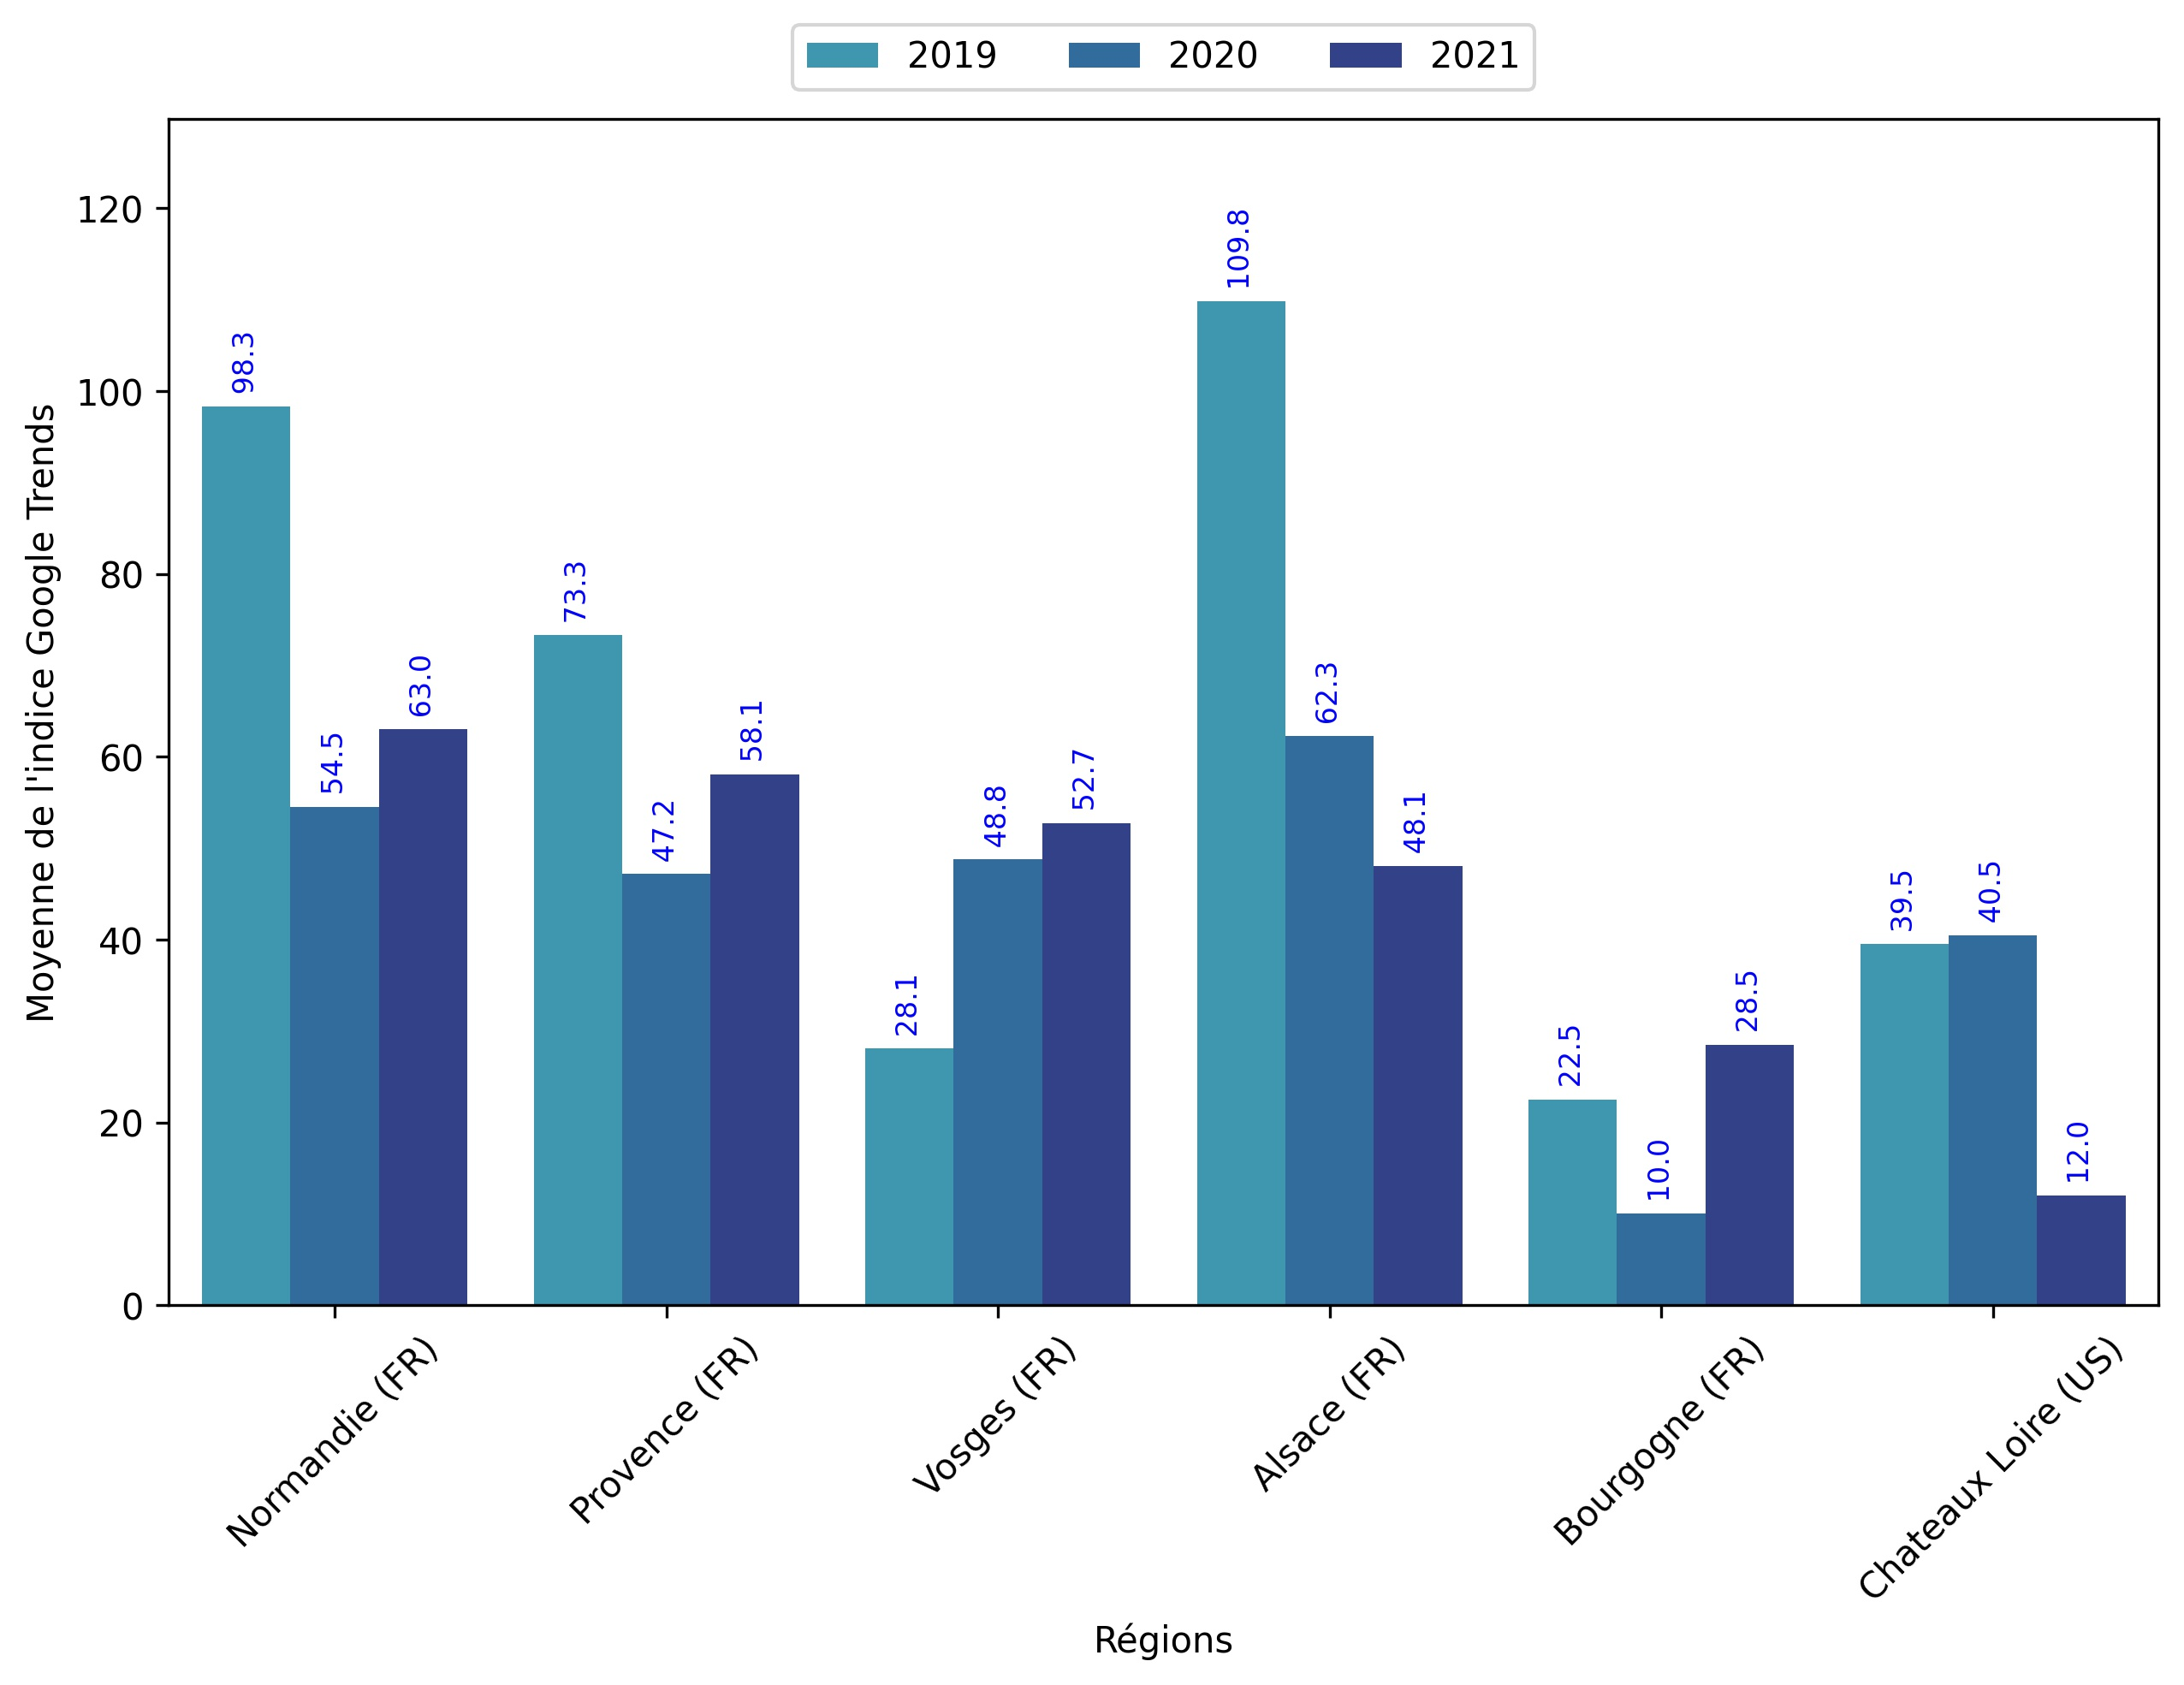 2019 2020 2021
Moyenne de l'indice Google Trends
120
100
80
60
40
20
0
98.3
54.5
63.0
73.3
47.2
58.1
28.1
48.8
52.7
109.8
62.3
48.1
22.5
10.0
28.5
39.5
40.5
12.0
Normandie (FR)
Provence (FR)
Vosges (FR)
Alsace (FR)
Bourgogne (FR)
Chateaux Loire (US)
Régions